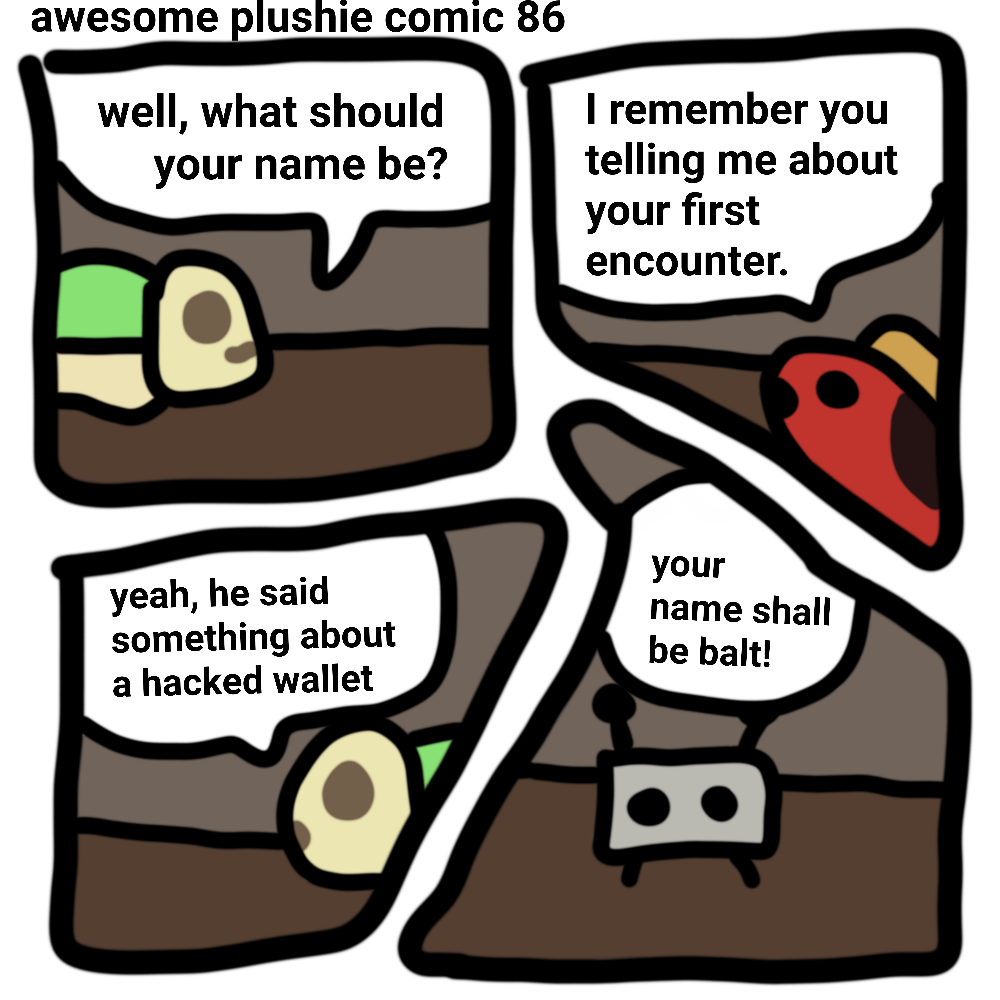 awesome plushie comic 86
well, what should
your name be?
I remember you
telling me about
your first
encounter.
yeah, he said
something about
a hacked wallet
your
name shall
be balt!